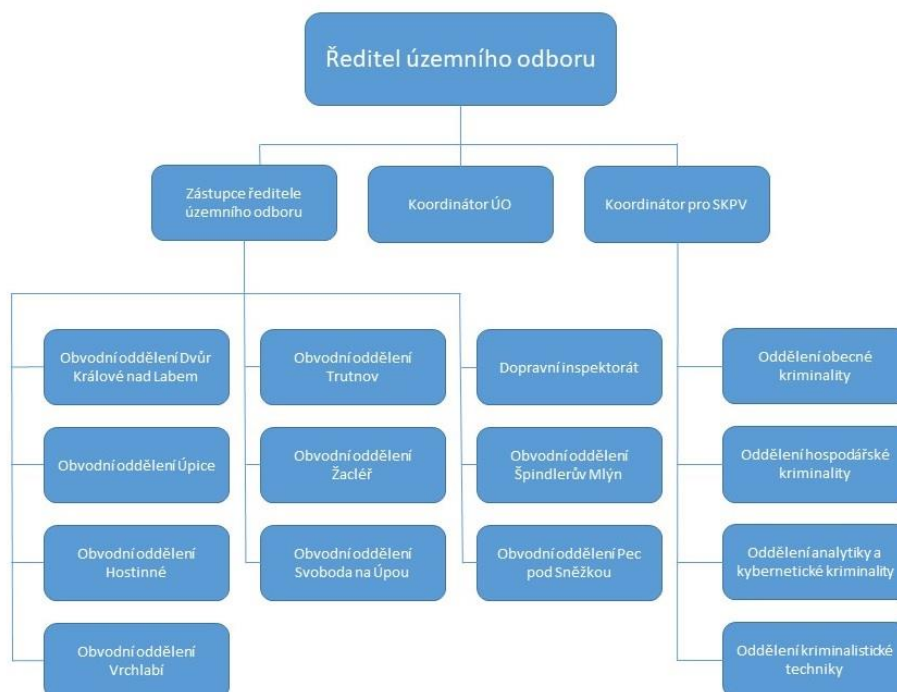 Ředitel územního odboru
Zástupce ředitele
územního odboru
Koordinátor ÚO
Koordinátor pro SKPV
Obvodní oddělení Dvůr
Králové nad Labem
Obvodní oddělení
Trutnov
Dopravní inspektorát
Oddělení obecné
kriminality
Obvodní oddělení Úpice
Obvodní oddělení
Žacléř
Obvodní oddělení
Špindlerův Mlýn
Oddělení hospodářské
kriminality
Obvodní oddělení
Hostinné
Obvodní oddělení
Svoboda na Úpou
Obvodní oddělení Pec
pod Sněžkou
Oddělení analytiky a
kybernetické kriminality
Obvodní oddělení
Vrchlabí
Oddělení kriminalistické
techniky